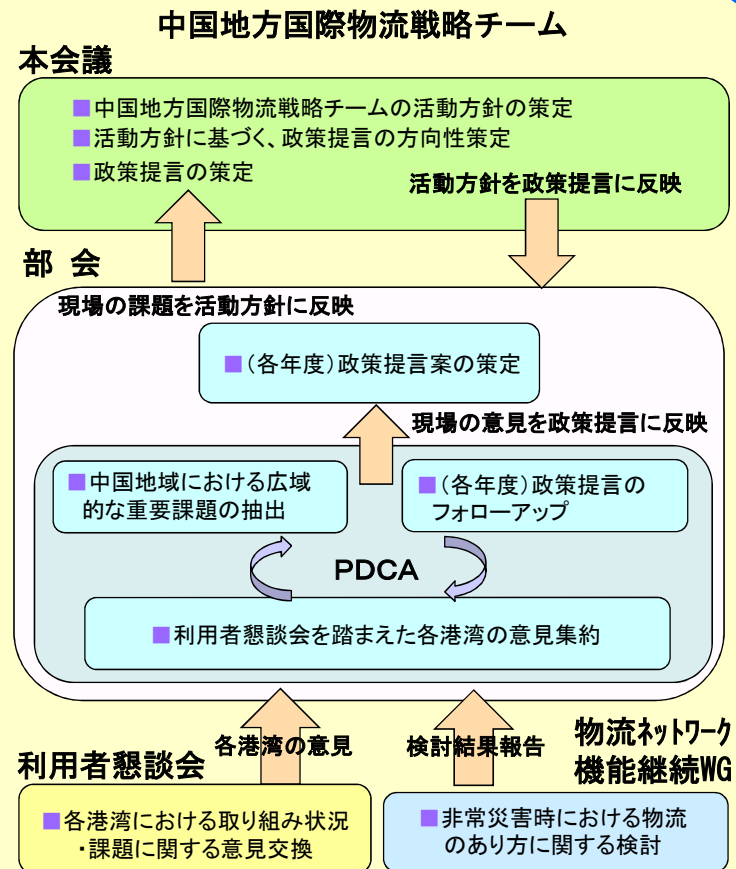 中国地方国際物流戦略チーム
本会議
■中国地方国際物流戦略チームの活動方針の策定
■活動方針に基づく、政策提言の方向性策定
■政策提言の策定
活動方針を政策提言に反映
部 会
現場の課題を活動方針に反映
■(各年度)政策提言案の策定
現場の意見を政策提言に反映
■中国地域における広域
的な重要課題の抽出
■(各年度)政策提言の
フォローアップ
PDCA
■利用者懇談会を踏まえた各港湾の意見集約
各港湾の意見
検討結果報告
利用者懇談会
物流ネットワーク
機能継続WG
■各港湾における取り組み状況
・課題に関する意見交換
■非常災害時における物流
のあり方に関する検討